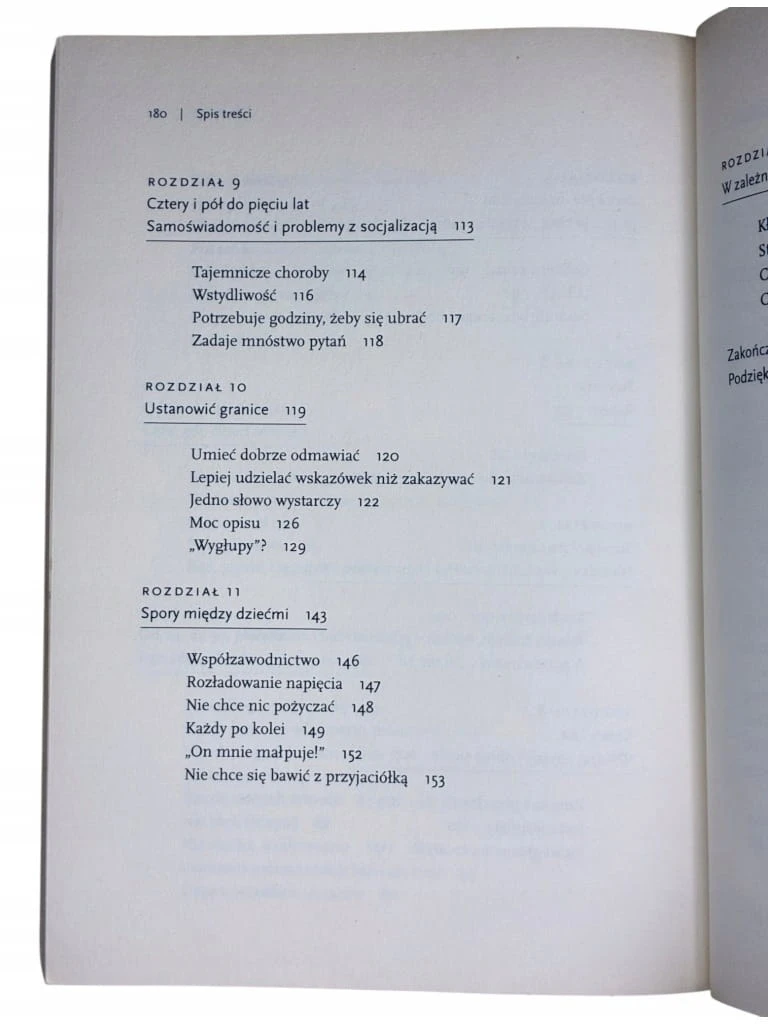 180 | Spis treści
ROZDZIAŁ 9
Cztery i pół do pięciu lat
Samoświadomość i problemy z socjalizacją 113
Tajemnicze choroby 114
Wstydliwość 116
Potrzebuje godziny, żeby się ubrać 117
Zadaje mnóstwo pytań 118
ROZDZIAŁ 10
Ustanowić granice 119
Umieć dobrze odmawiać 120
Lepiej udzielać wskazówek niż zakazywać 121
Jedno słowo wystarczy 122
Moc opisu 126
„Wygłupy”? 129
ROZDZIAŁ 11
Spory między dziećmi 143
Współzawodnictwo 146
Rozładowanie napięcia 147
Nie chce nic pożyczać 148
Każdy po kolei 149
„On mnie małpuje!” 152
Nie chce się bawić z przyjaciółką 153